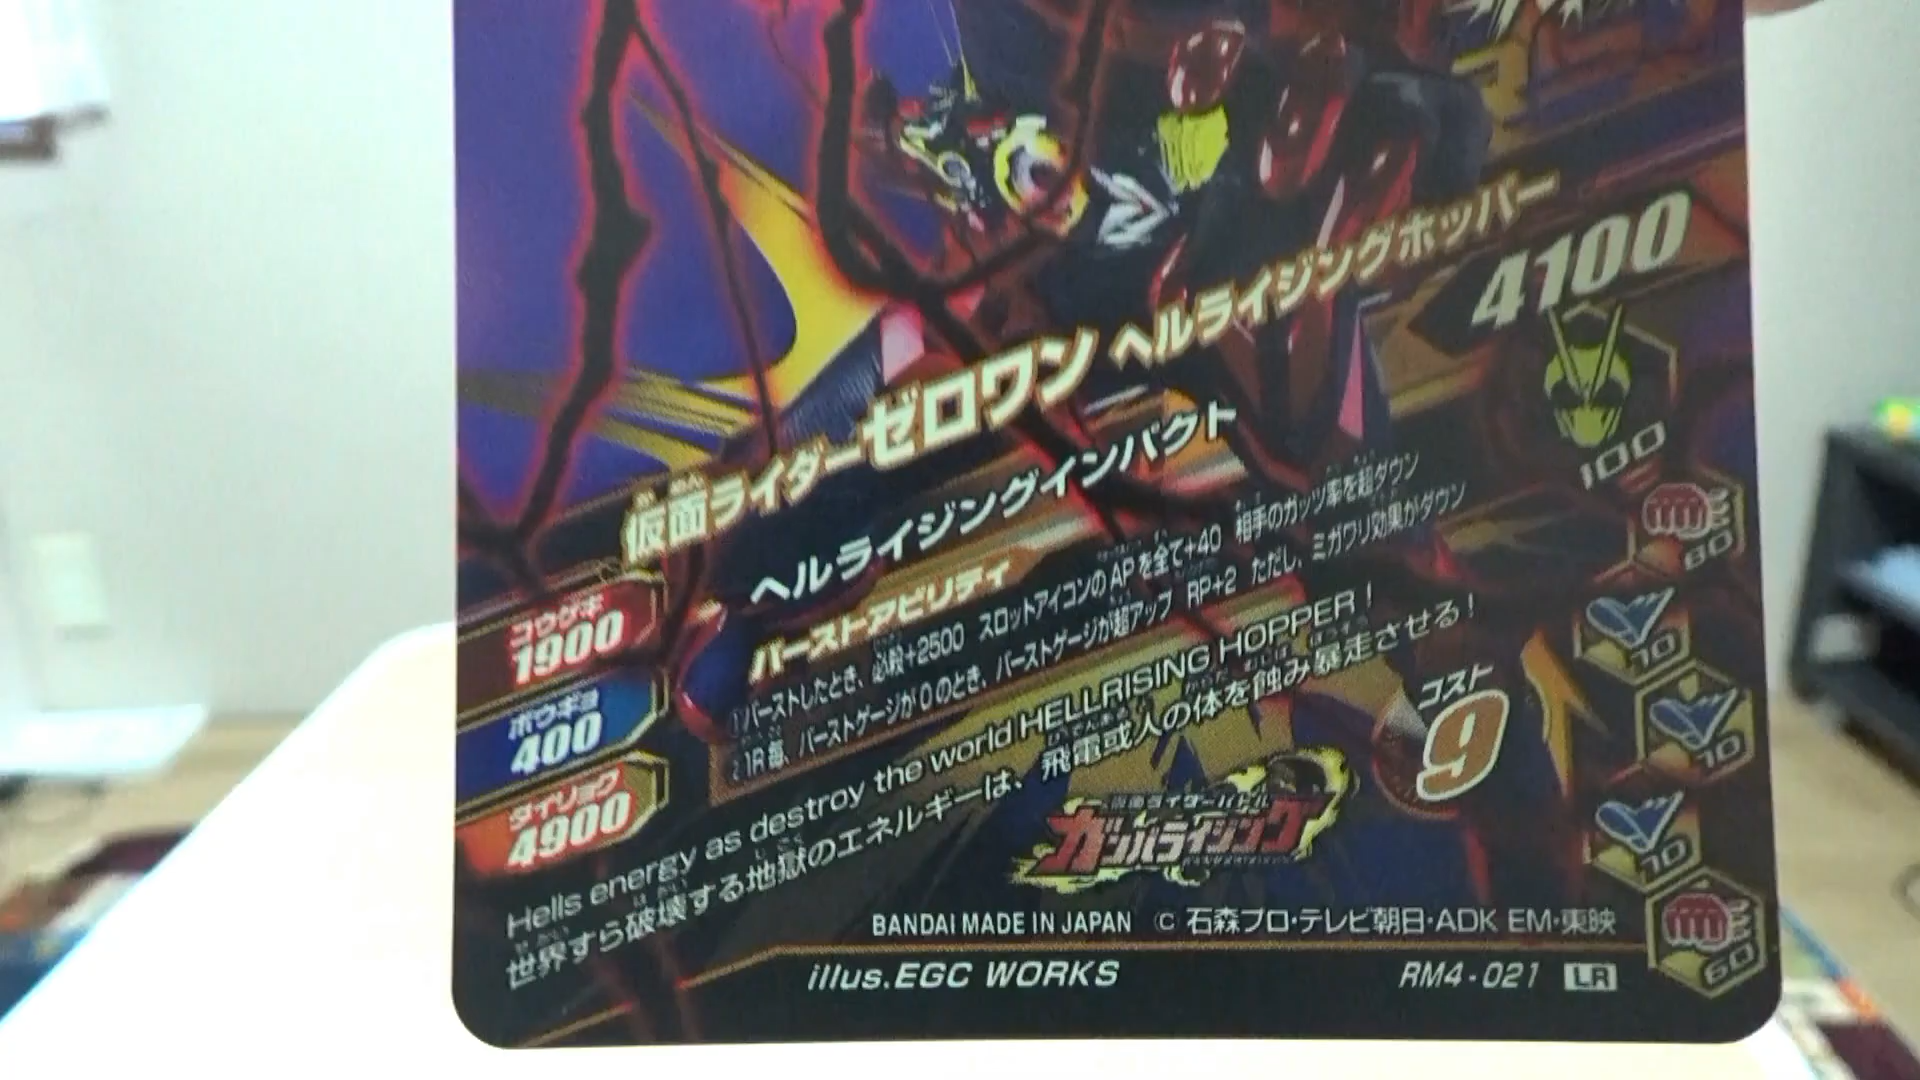 4100
仮面ライダーゼロワン ヘルライジングホッパー
100
ヘルライジングインパクト
80
バーストアビリティ
①バーストしたとき、必殺+2500 スロットアイコンのAPを全て+40 相手のガッツ率を超ダウン
②1R毎、バーストゲージが0のとき、バーストゲージが超アップ RP+2 ただし、ミガワリ効果がダウン
コウゲキ
1900
ボウギョ
400
タイリョク
4900
10
10
10
60
コスト
9
Hells energy as destroy the world HELLRISING HOPPER！
世界すら破壊する地獄のエネルギーは、飛電或人の体を蝕み暴走させる！
仮面ライダーバトル
ガンバライジング
BANDAI MADE IN JAPAN © 石森プロ・テレビ朝日・ADK EM・東映
illus.EGC WORKS
RM4-021 LR